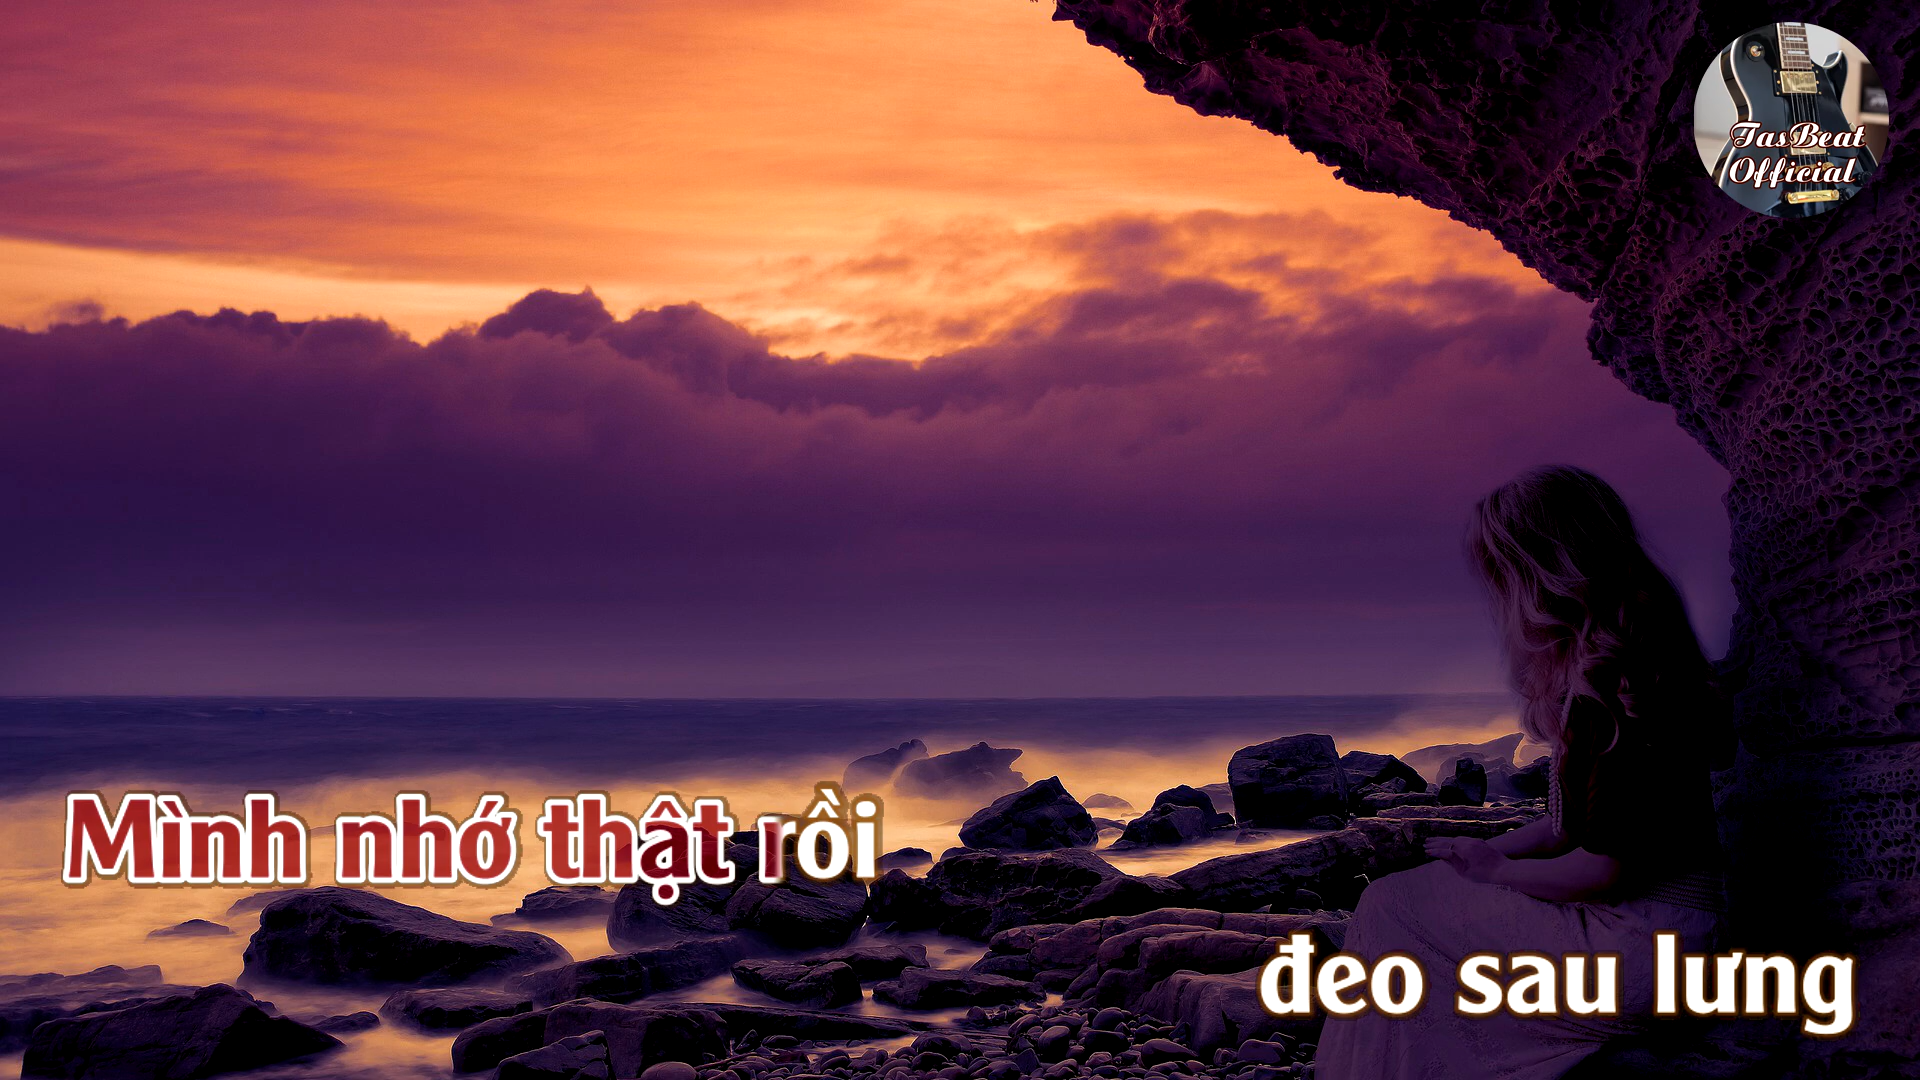 TasBeat
Official
Mình nhớ thật rồi
đeo sau lưng